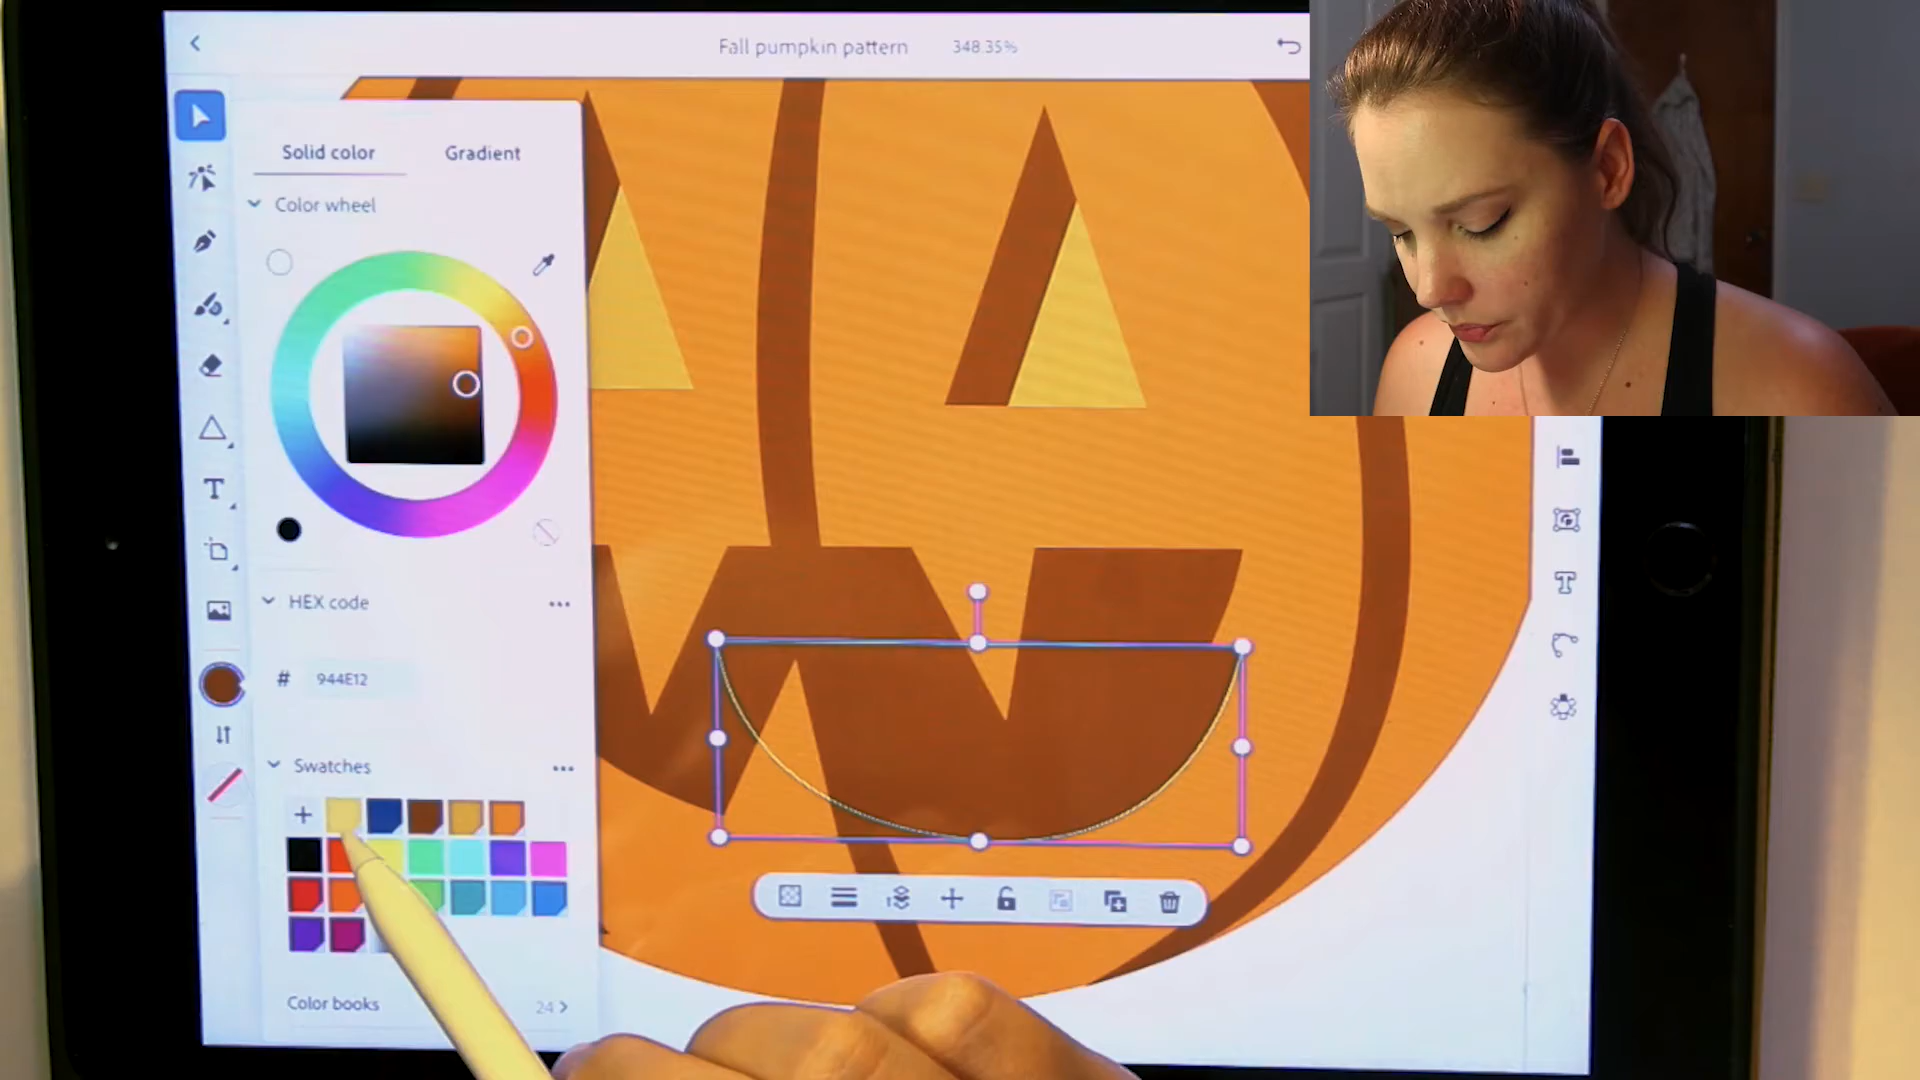 Fall pumpkin pattern 348.35%
Solid color Gradient
Color wheel
HEX code
# 944E12
Swatches
Color books 24